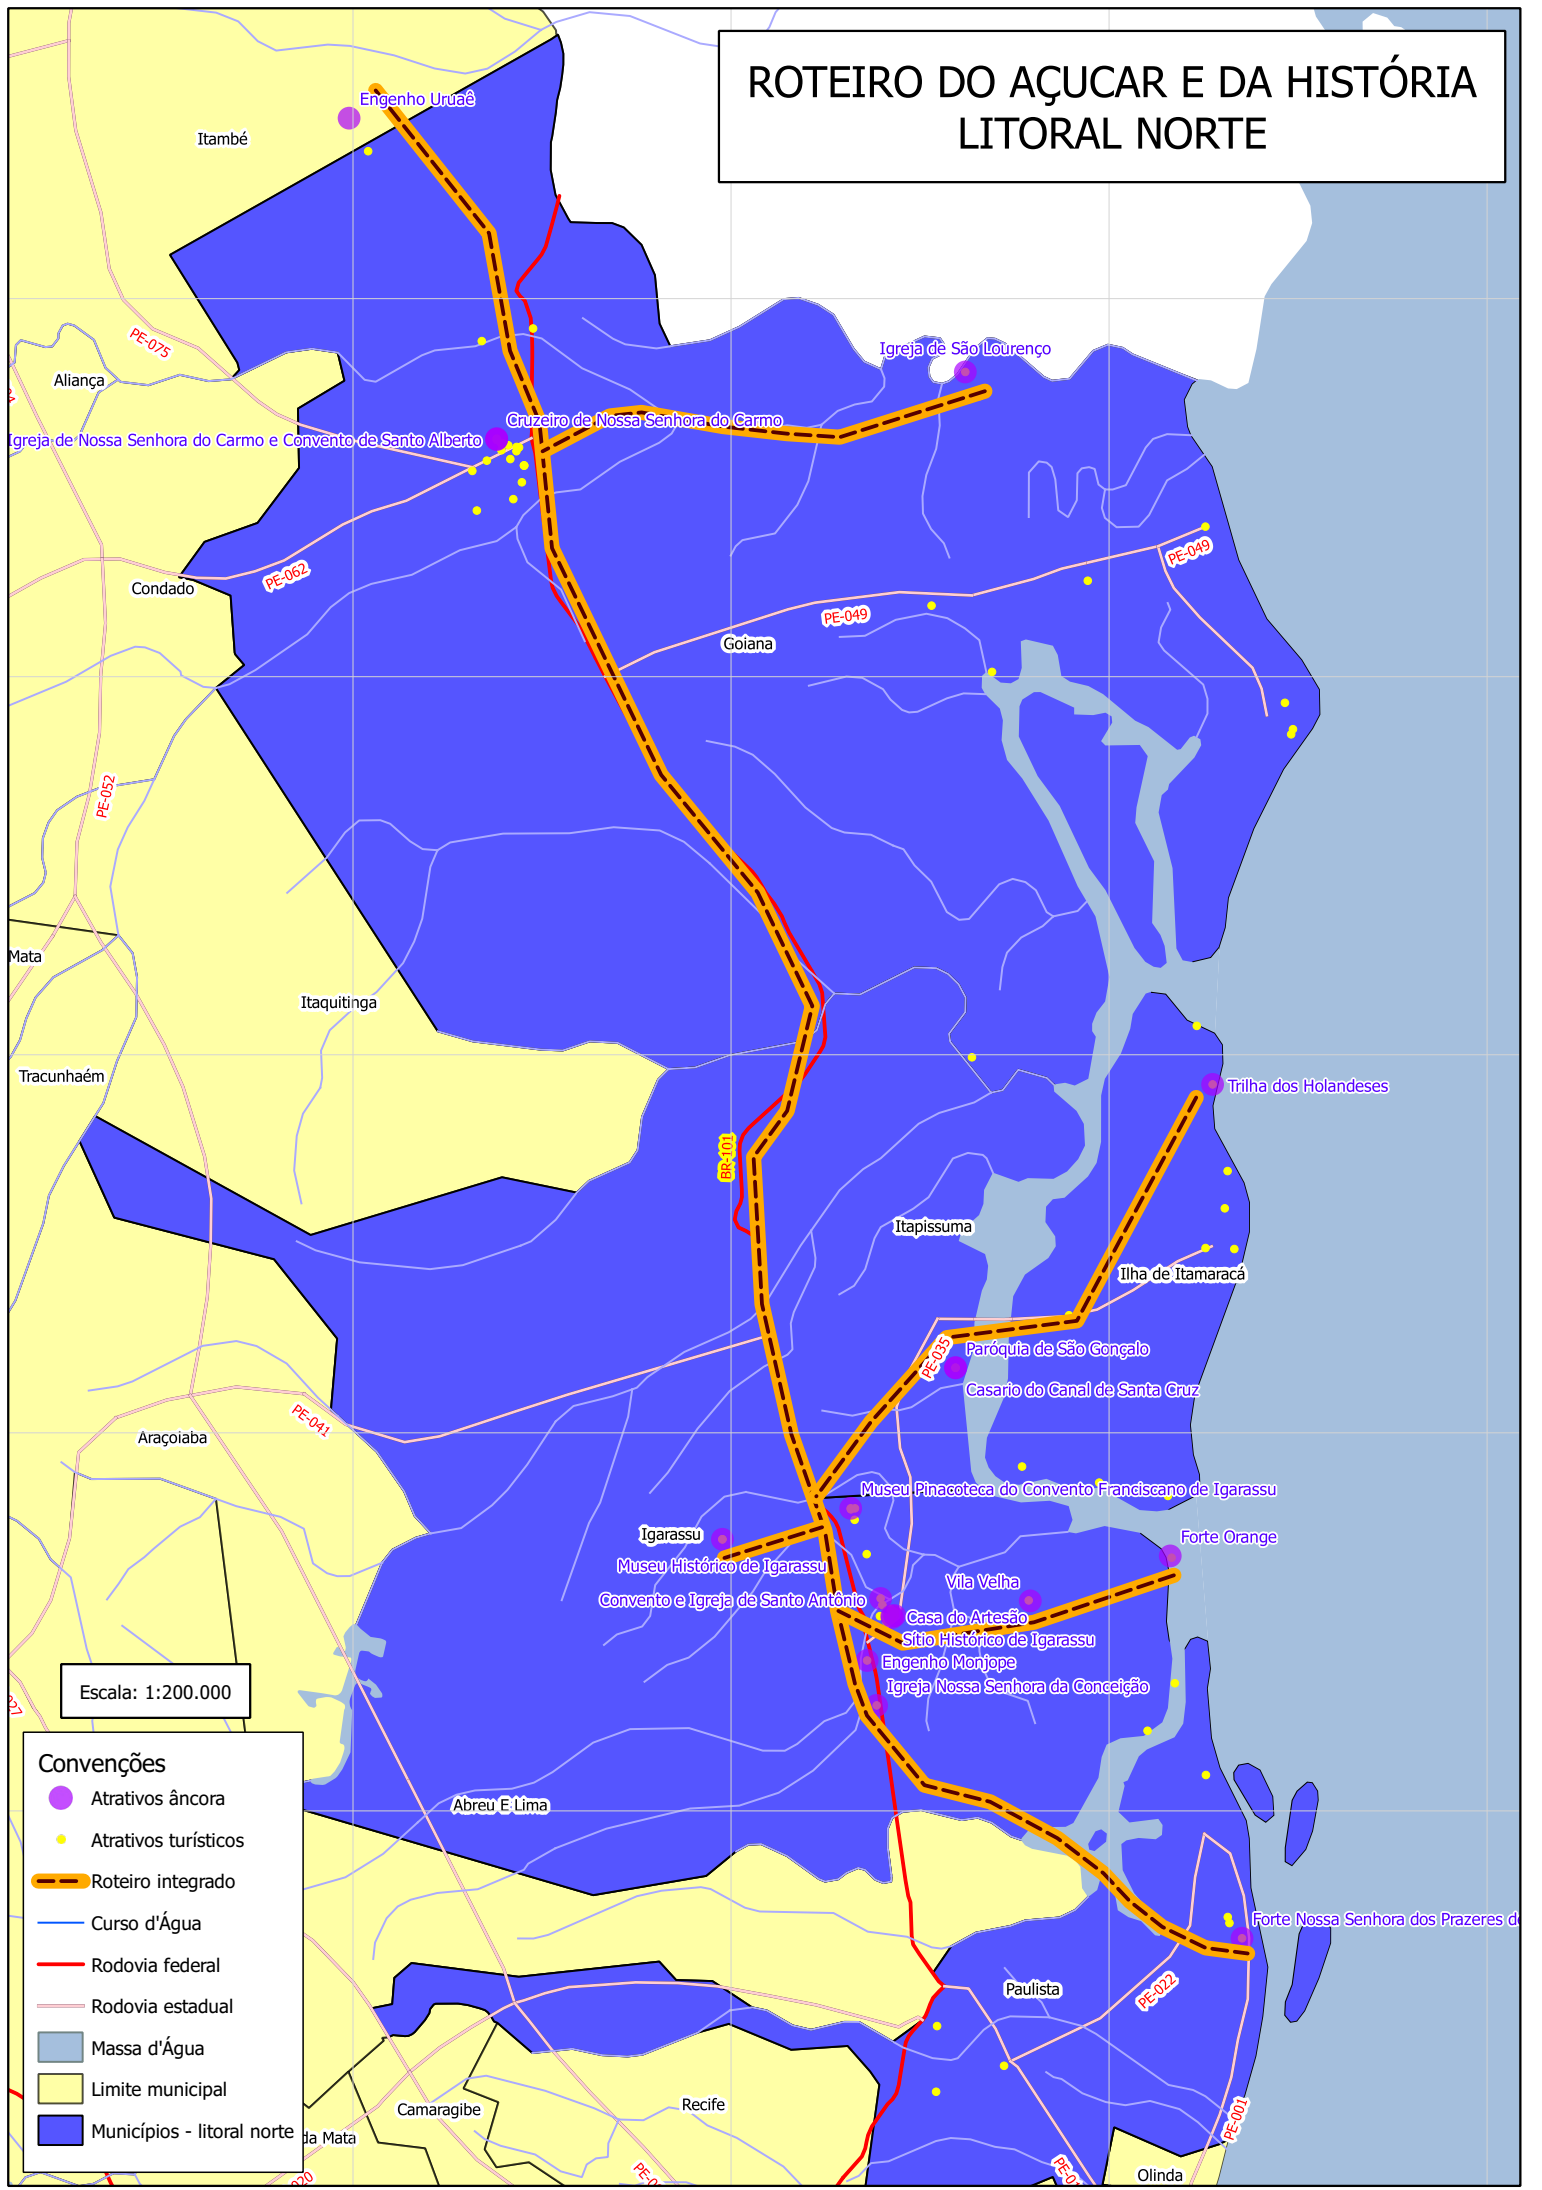 ROTEIRO DO AÇUCAR E DA HISTÓRIA
LITORAL NORTE
Engenho Uruaê
Itambé
PE-075
Igreja de São Lourenço
Aliança
Cruzeiro de Nossa Senhora do Carmo
Igreja de Nossa Senhora do Carmo e Convento de Santo Alberto
PE-049
PE-062
Condado
PE-049
Goiana
PE-052
Mata
Itaquitinga
Tracunhaém
Trilha dos Holandeses
BR-101
Itapissuma
Ilha de Itamaracá
Paróquia de São Gonçalo
PE-035
Casario do Canal de Santa Cruz
PE-041
Araçoiaba
Museu Pinacoteca do Convento Franciscano de Igarassu
Igarassu
Forte Orange
Museu Histórico de Igarassu
Vila Velha
Convento e Igreja de Santo Antônio
Casa do Artesão
Sítio Histórico de Igarassu
Engenho Monjope
Igreja Nossa Senhora da Conceição
Escala: 1:200.000
027
Abreu E Lima
Forte Nossa Senhora dos Prazeres de
Paulista
PE-022
Convenções
Atrativos âncora
Atrativos turísticos
Roteiro integrado
Curso d'Água
Rodovia federal
Rodovia estadual
Massa d'Água
Limite municipal
Municípios - litoral norte
Camaragibe
Recife
PE-001
da Mata
020
Olinda